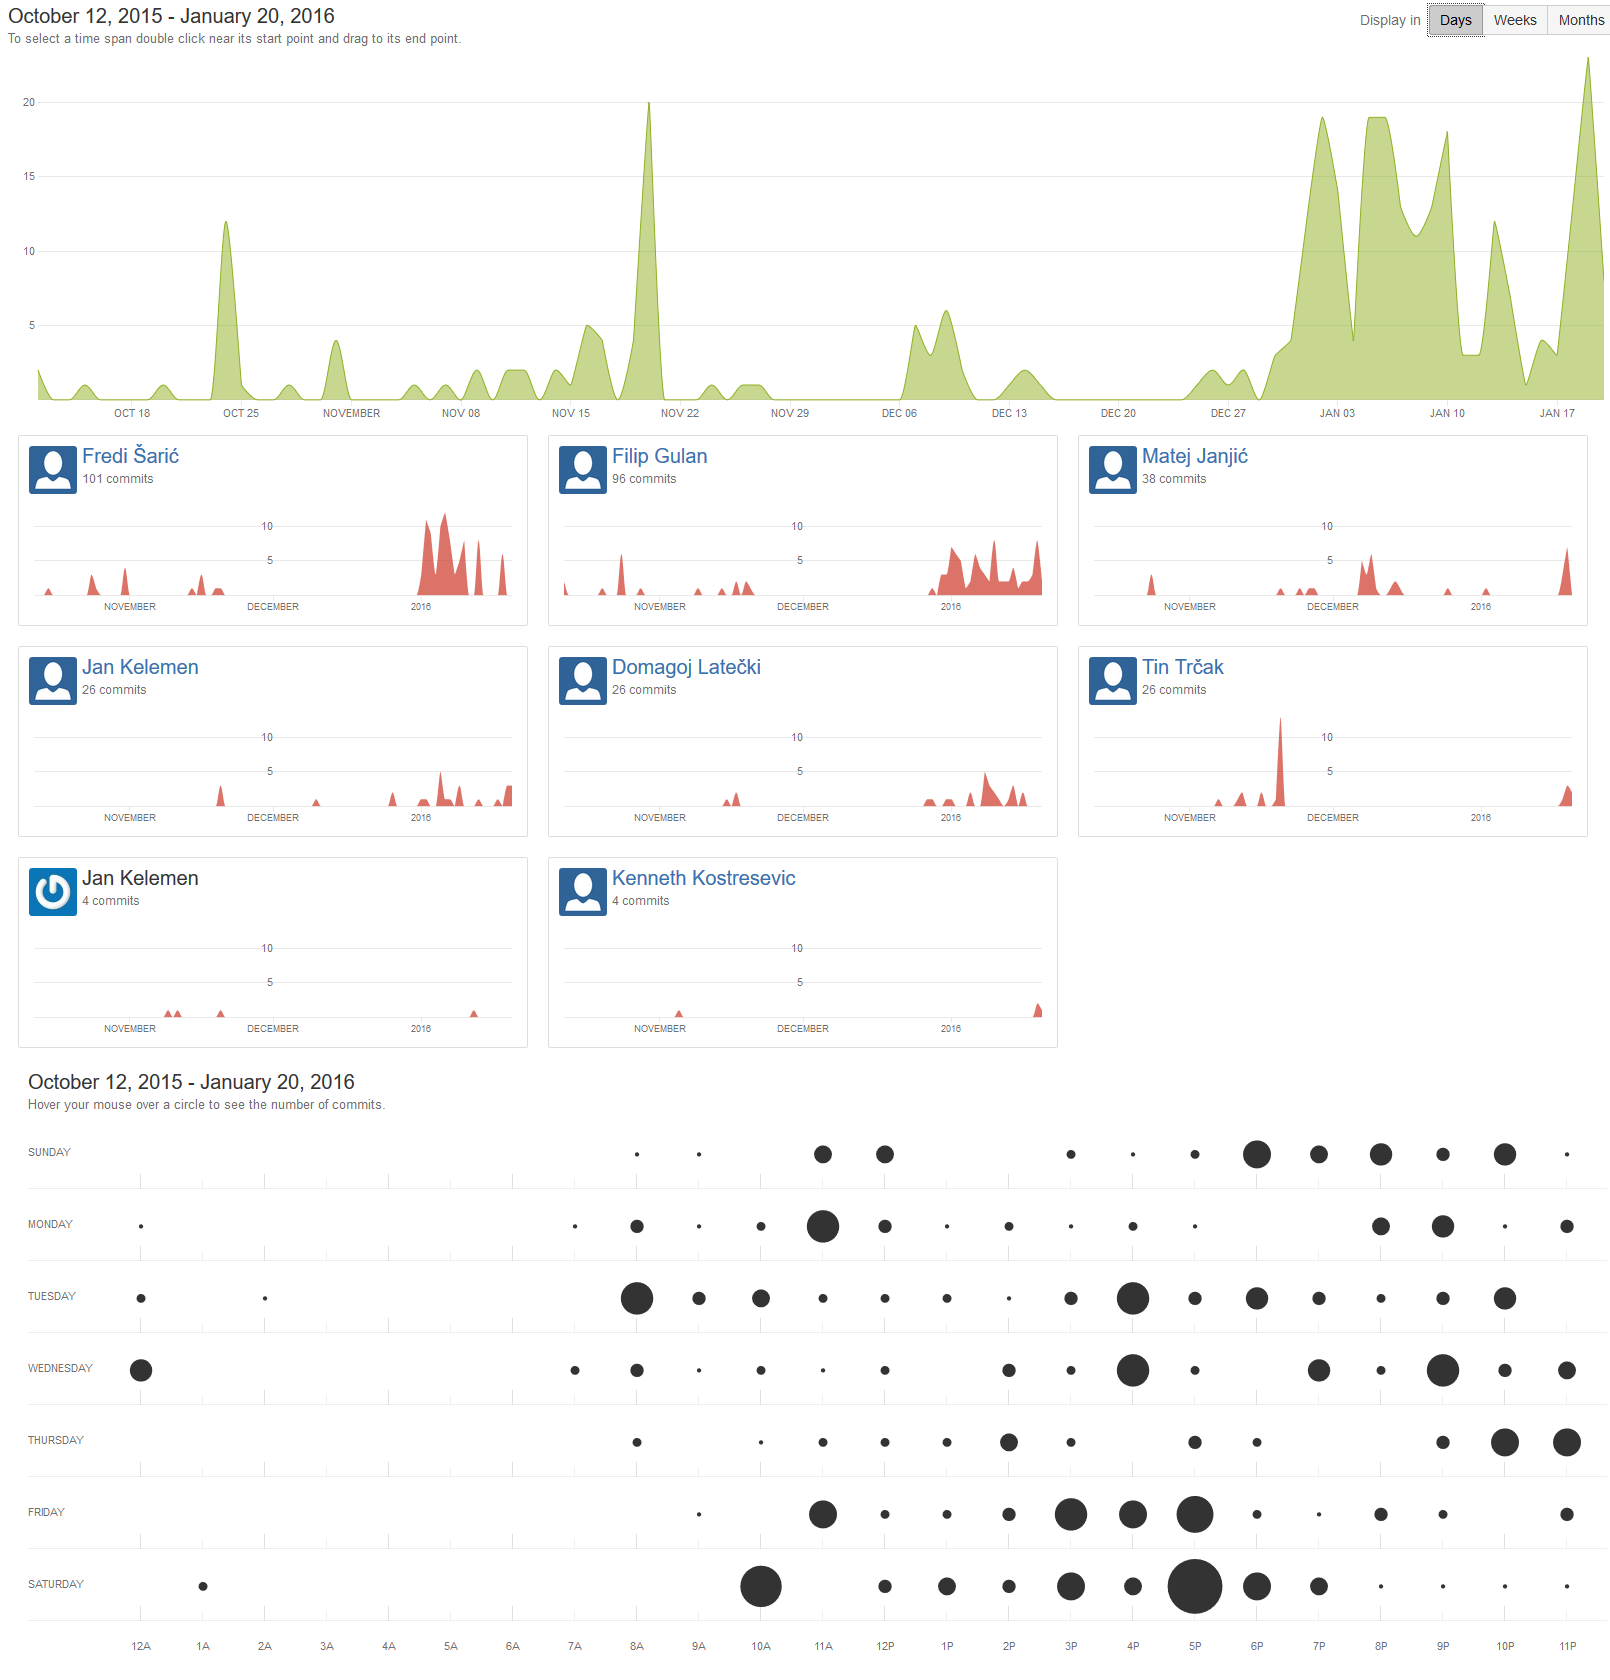 October 12, 2015 - January 20, 2016
Display in Days Weeks Months
To select a time span double click near its start point and drag to its end point.
20
15
10
5
OCT 18 OCT 25 NOVEMBER NOV 08 NOV 15 NOV 22 NOV 29 DEC 06 DEC 13 DEC 20 DEC 27 JAN 03 JAN 10 JAN 17
Fredi Šarić
101 commits
10
5
NOVEMBER DECEMBER 2016
Filip Gulan
96 commits
10
5
NOVEMBER DECEMBER 2016
Matej Janjić
38 commits
10
5
NOVEMBER DECEMBER 2016
Jan Kelemen
26 commits
10
5
NOVEMBER DECEMBER 2016
Domagoj Latečki
26 commits
10
5
NOVEMBER DECEMBER 2016
Tin Trčak
26 commits
10
5
NOVEMBER DECEMBER 2016
Jan Kelemen
4 commits
10
5
NOVEMBER DECEMBER 2016
Kenneth Kostresevic
4 commits
10
5
NOVEMBER DECEMBER 2016
October 12, 2015 - January 20, 2016
Hover your mouse over a circle to see the number of commits.
SUNDAY
MONDAY
TUESDAY
WEDNESDAY
THURSDAY
FRIDAY
SATURDAY
12A 1A 2A 3A 4A 5A 6A 7A 8A 9A 10A 11A 12P 1P 2P 3P 4P 5P 6P 7P 8P 9P 10P 11P